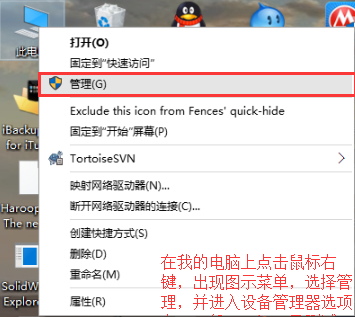 此电
打开(O)
固定到"快速访问"
管理(G)
Exclude this icon from Fences' quick-hide
固定到"开始"屏幕(P)
iBackup
for iTu
TortoiseSVN
映射网络驱动器(N)...
断开网络驱动器的连接(C)...
Haroop
The ne
创建快捷方式(S)
删除(D)
重命名(M)
SolidW
Explorer
属性(R)
在我的电脑上点击鼠标右
键，出现图示菜单，选择管
理，并进入设备管理器选项